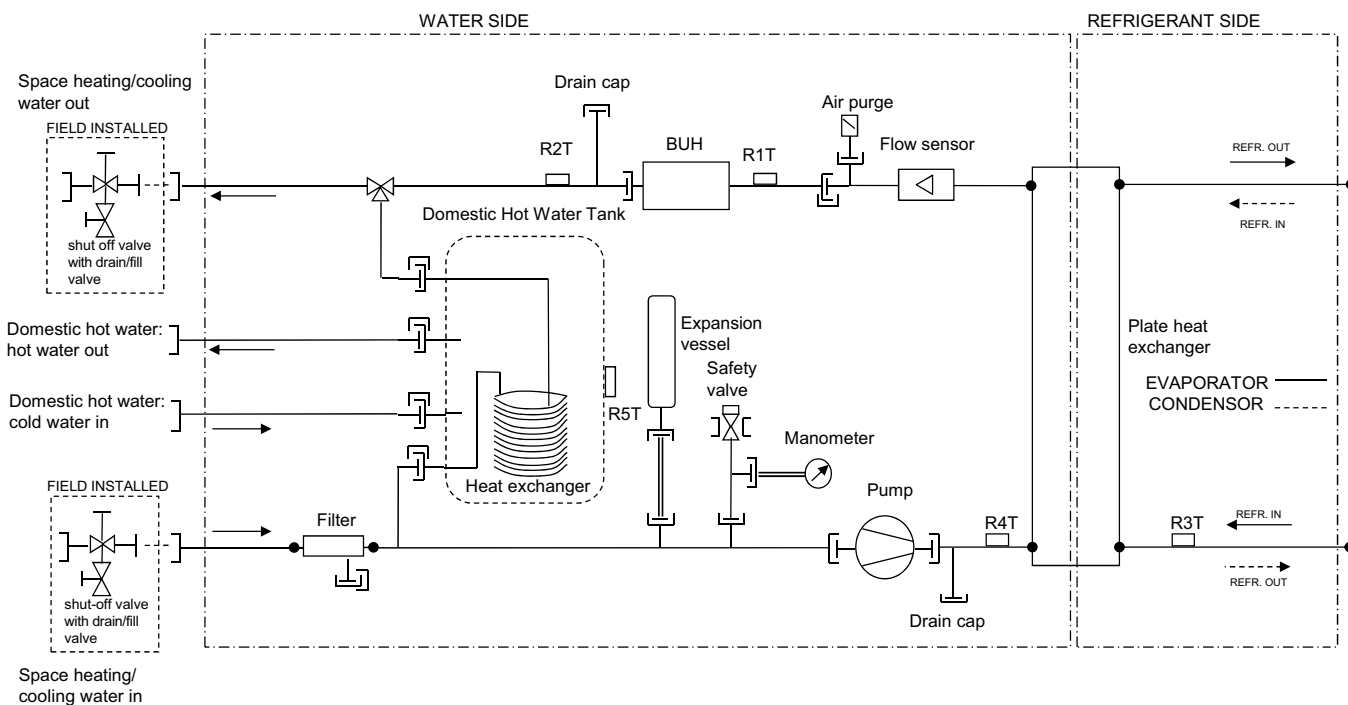 WATER SIDE
REFRIGERANT SIDE
Space heating/cooling
water out
FIELD INSTALLED
shut off valve
with drain/fill
valve
Drain cap
R2T
BUH
R1T
Air purge
Flow sensor
REFR. OUT
REFR. IN
Domestic Hot Water Tank
Domestic hot water:
hot water out
Domestic hot water:
cold water in
Heat exchanger
R5T
Expansion
vessel
Safety
valve
Manometer
Plate heat
exchanger
EVAPORATOR
CONDENSOR
FIELD INSTALLED
shut-off valve
with drain/fill
valve
Space heating/
cooling water in
Filter
Pump
R4T
Drain cap
R3T
REFR. IN
REFR. OUT